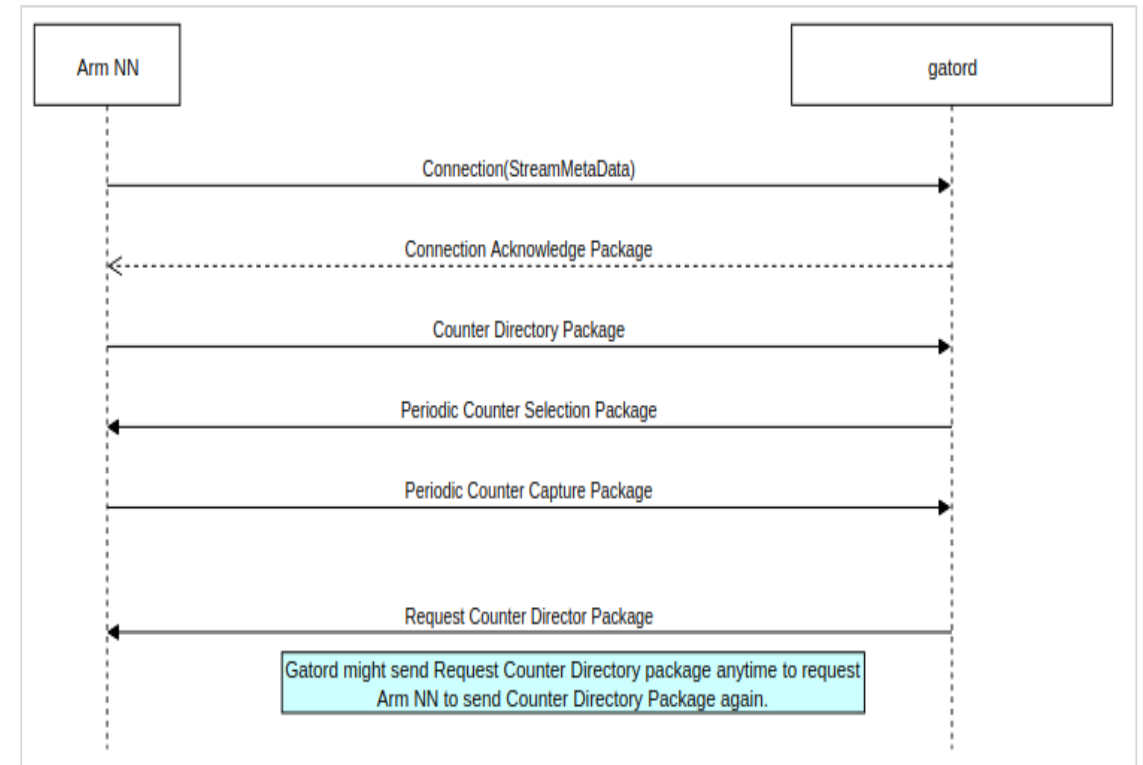 Arm NN
gatord
Connection(StreamMetaData)
Connection Acknowledge Package
Counter Directory Package
Periodic Counter Selection Package
Periodic Counter Capture Package
Request Counter Director Package
Gatord might send Request Counter Directory package anytime to request
Arm NN to send Counter Directory Package again.